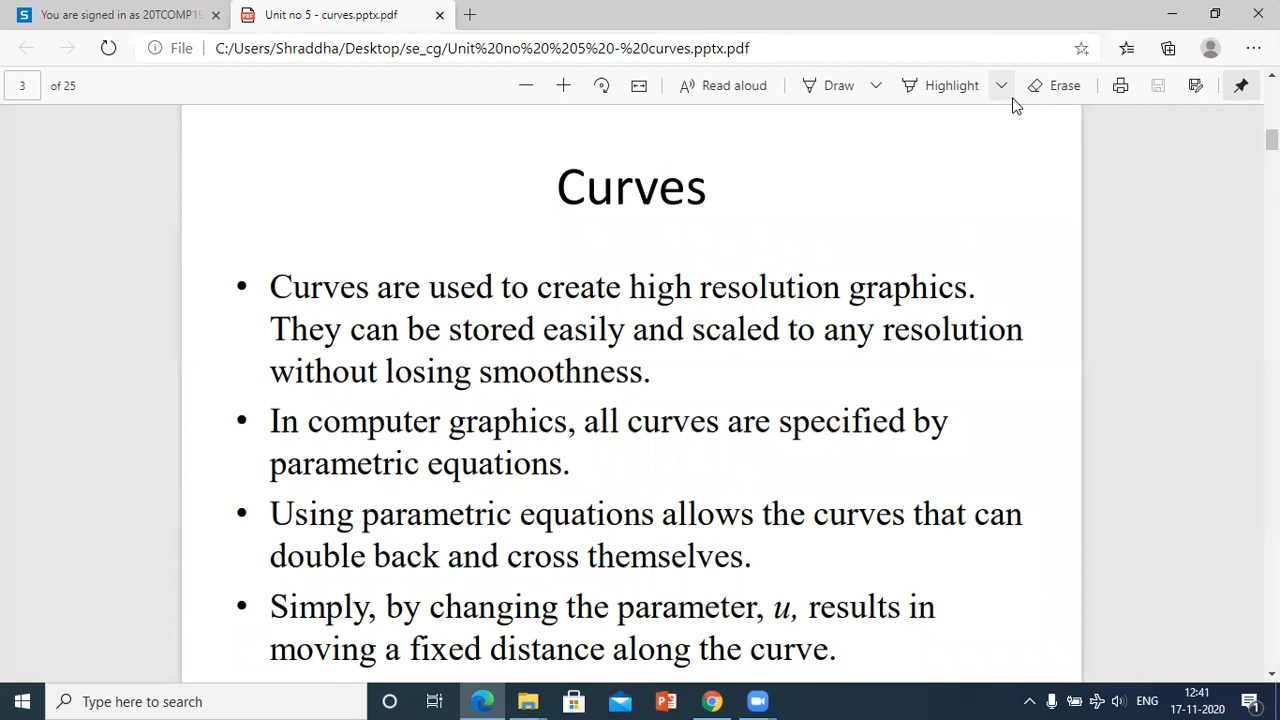 You are signed in as 20TCOMP19
Unit no 5 - curves.pptx.pdf
File
C:/Users/Shraddha/Desktop/se_cg/Unit%20no%20%205%20-%20curves.pptx.pdf
3 of 25
Read aloud
Draw
Highlight
Erase
Curves
• Curves are used to create high resolution graphics.
They can be stored easily and scaled to any resolution
without losing smoothness.
• In computer graphics, all curves are specified by
parametric equations.
• Using parametric equations allows the curves that can
double back and cross themselves.
• Simply, by changing the parameter, u, results in
moving a fixed distance along the curve.
Type here to search
ENG
12:41
17-11-2020